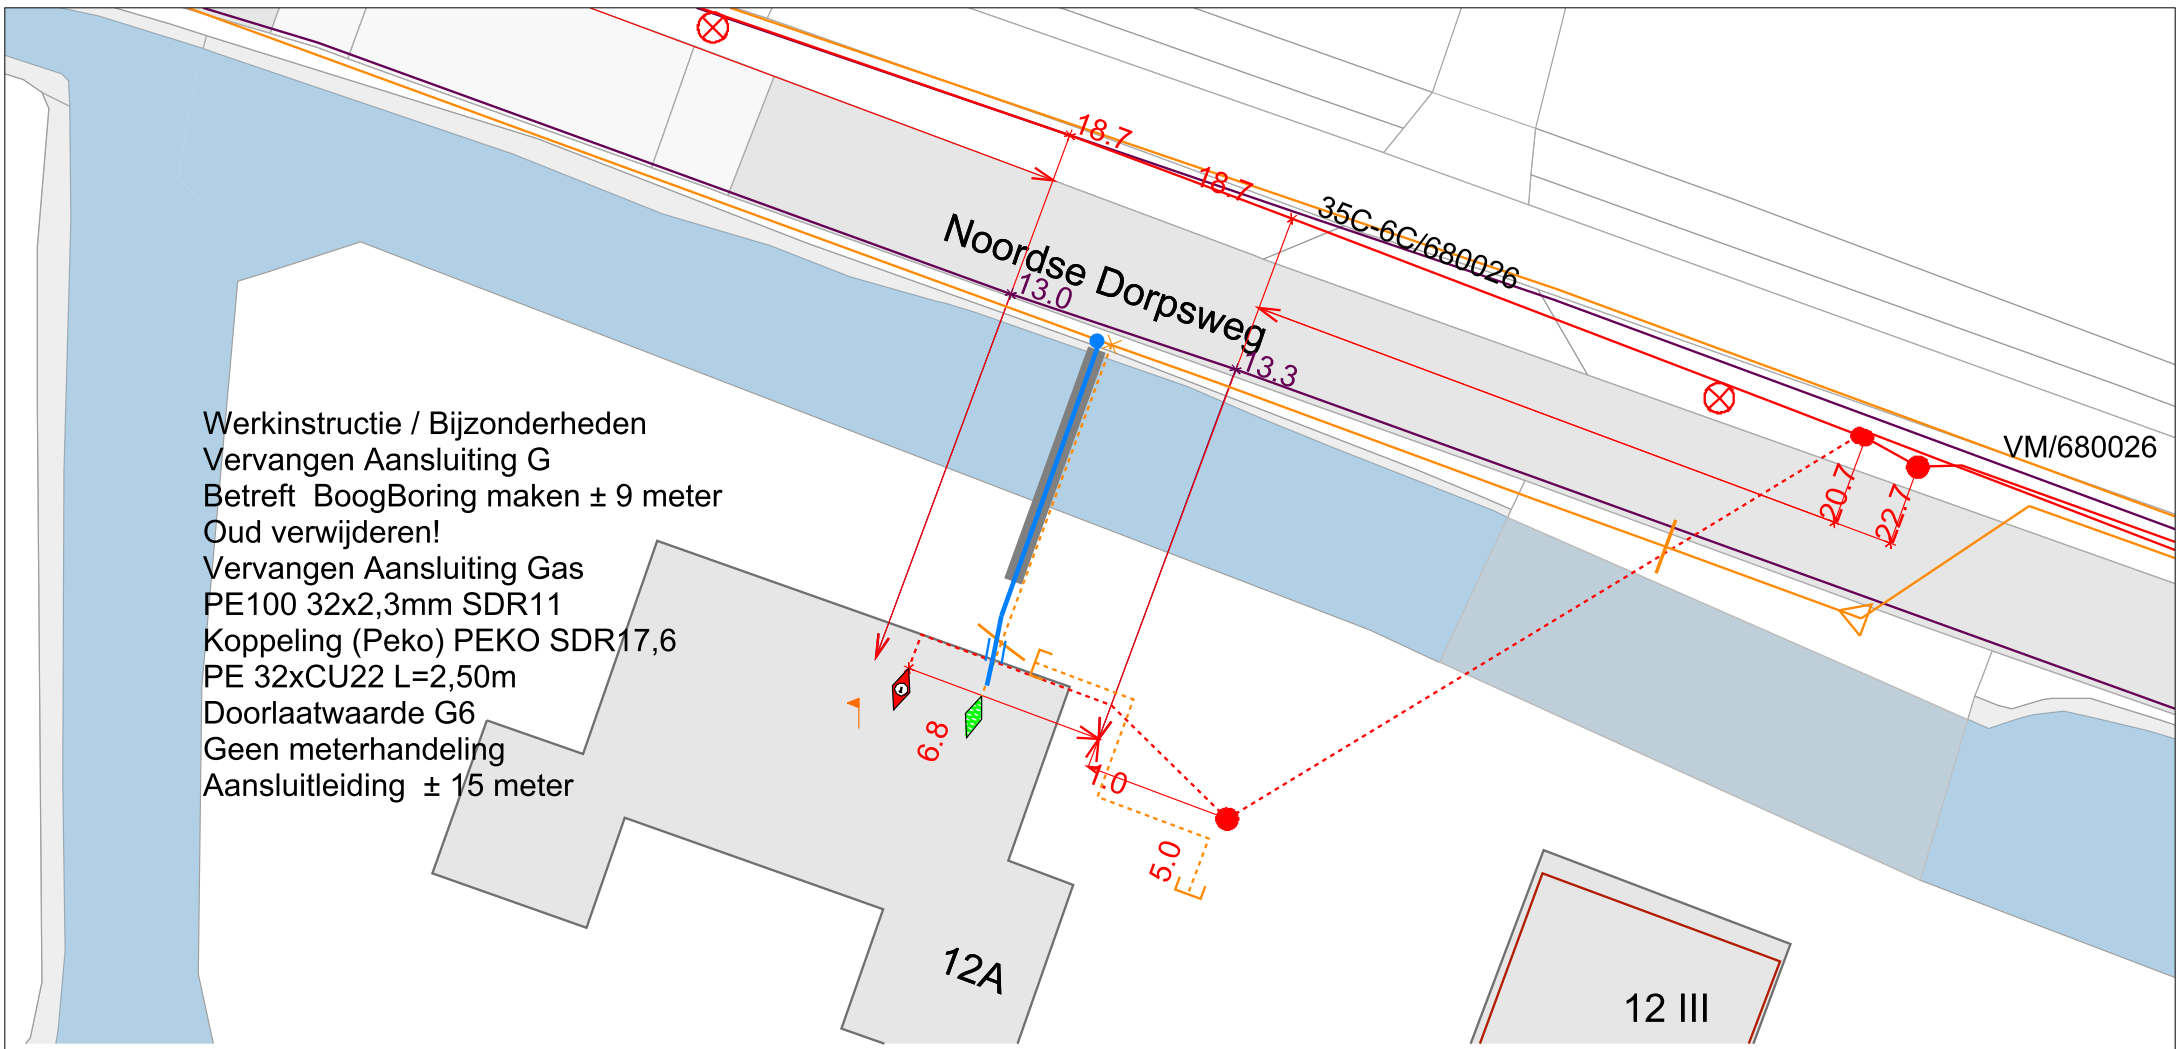 18.7
18.7
35C-6C/680026
Noordse Dorpsweg
13.0
13.3
VM/680026
20.7
22.7
Werkinstructie / Bijzonderheden
Vervangen Aansluiting G
Betreft  BoogBoring maken ± 9 meter
Oud verwijderen!
Vervangen Aansluiting Gas
PE100 32x2,3mm SDR11
Koppeling (Peko) PEKO SDR17,6
PE 32xCU22 L=2,50m
Doorlaatwaarde G6
Geen meterhandeling
Aansluitleiding  ± 15 meter
6.8
1.0
5.0
12A
12 III